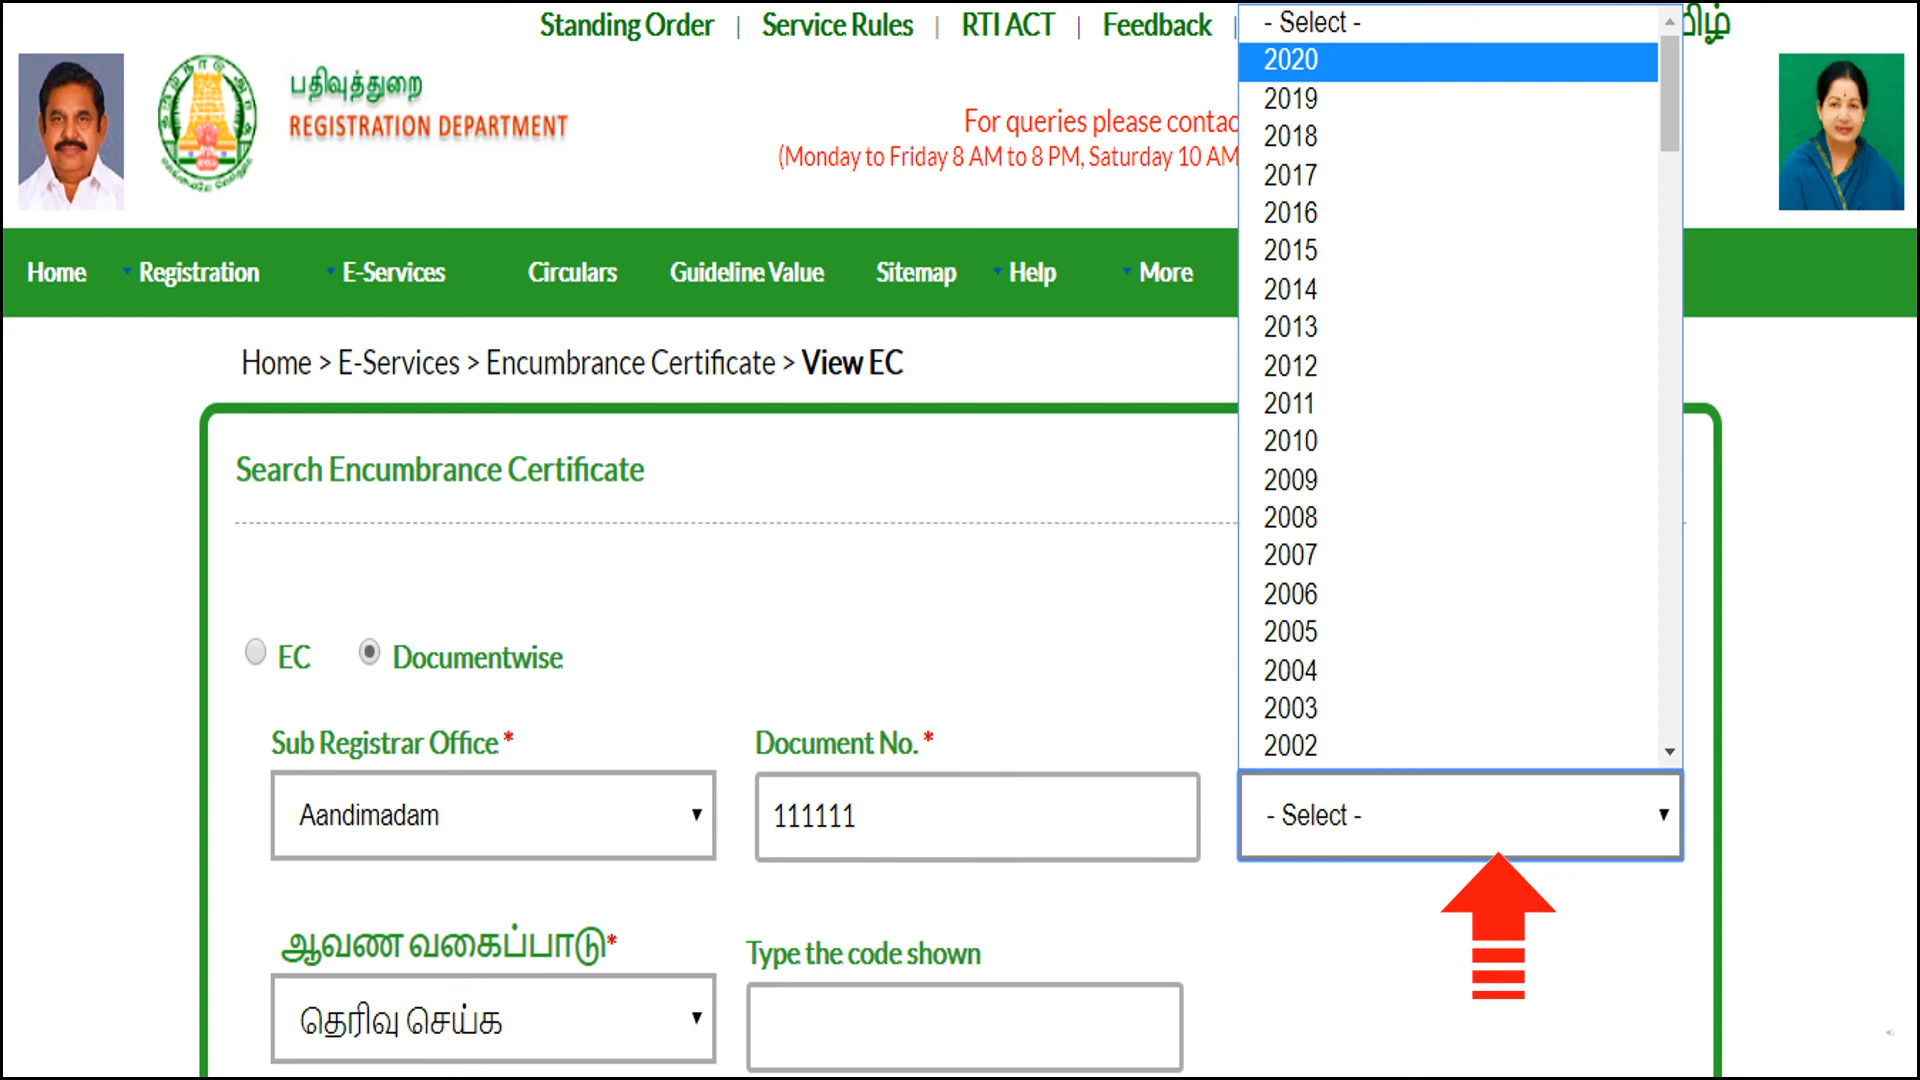 Standing Order | Service Rules | RTI ACT | Feedback |
பதிவுத்துறை
REGISTRATION DEPARTMENT
For queries please contac
(Monday to Friday 8 AM to 8 PM, Saturday 10 AM
Home Registration E-Services Circulars Guideline Value Sitemap Help More
Home > E-Services > Encumbrance Certificate > View EC
Search Encumbrance Certificate
- Select -
2020
2019
2018
2017
2016
2015
2014
2013
2012
2011
2010
2009
2008
2007
2006
2005
2004
2003
2002
EC Documentwise
Sub Registrar Office * Document No. *
Aandimadam 111111 - Select -
ஆவண வகைப்பாடு* Type the code shown
தெரிவு செய்க